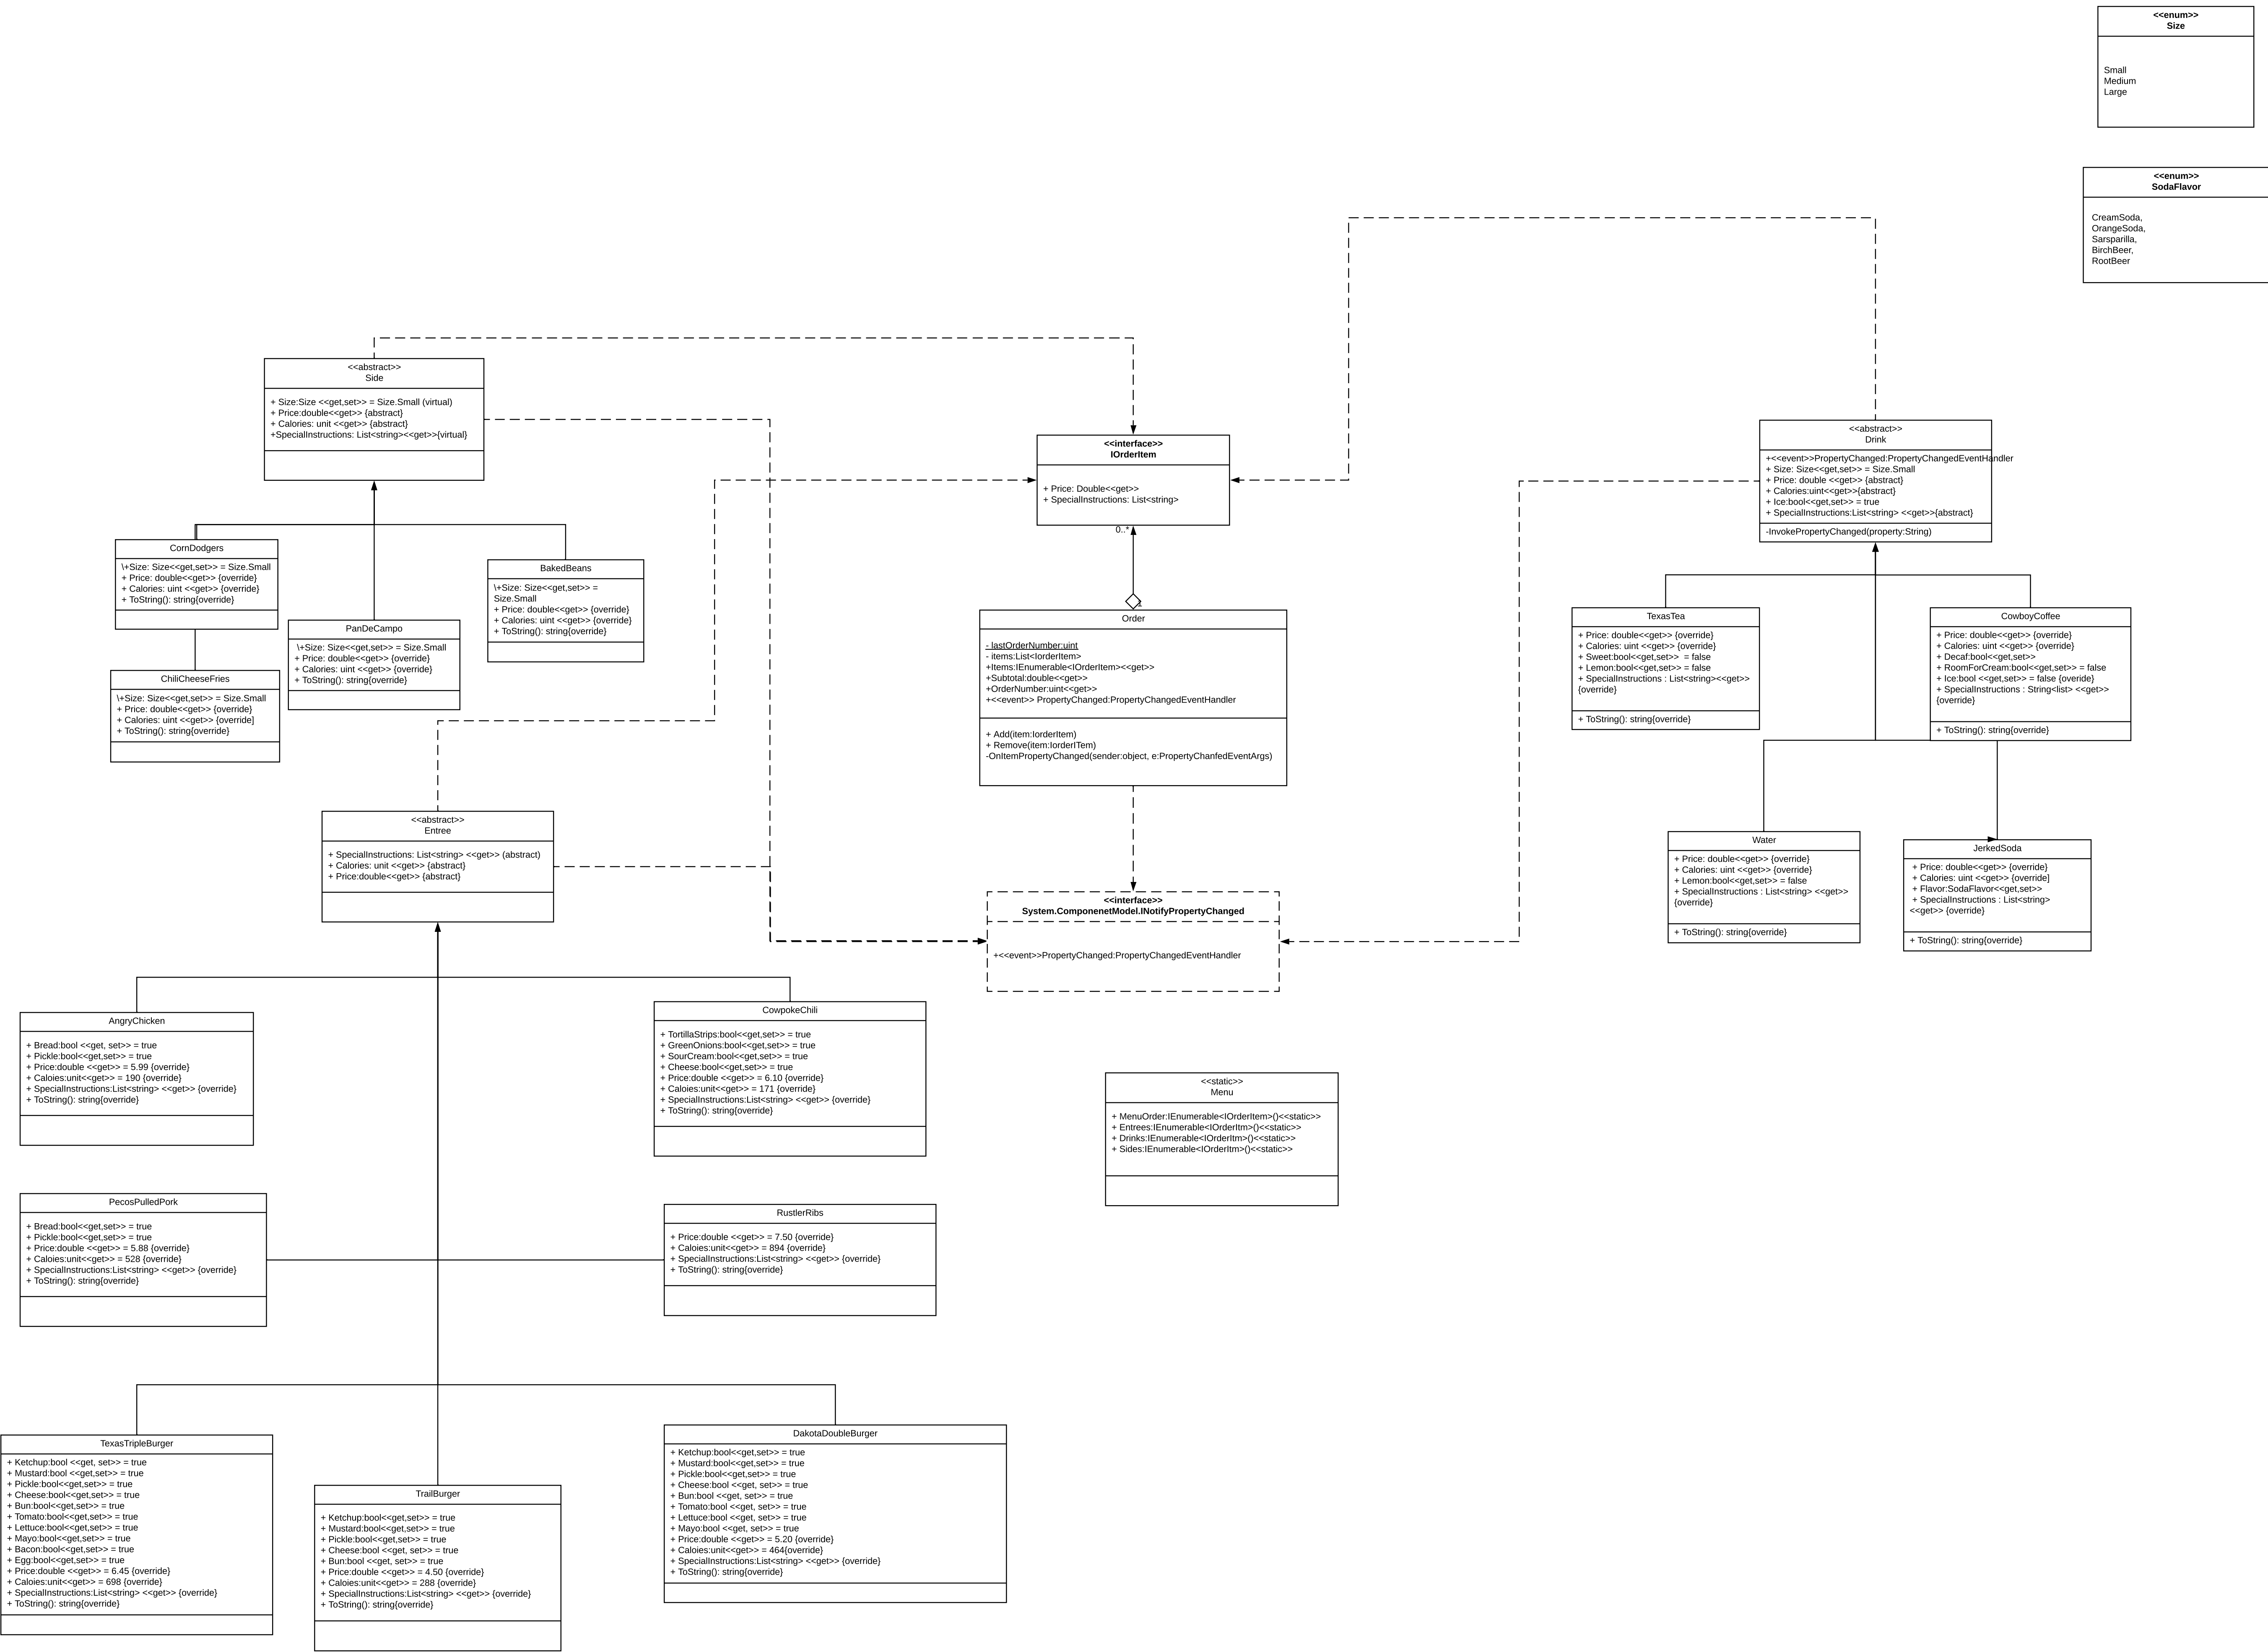 <<enum>>
Size
Small
Medium
Large
<<enum>>
SodaFlavor
CreamSoda,
OrangeSoda,
Sarsparilla,
BirchBeer,
RootBeer
<<abstract>>
Side
+ Size:Size <<get,set>> = Size.Small (virtual)
+ Price:double<<get>> {abstract}
+ Calories: unit <<get>> {abstract}
+SpecialInstructions: List<string><<get>>{virtual}
<<interface>>
IOrderItem
+ Price: Double<<get>>
+ SpecialInstructions: List<string>
0..*
1
<<abstract>>
Drink
+<<event>>PropertyChanged:PropertyChangedEventHandler
+ Size: Size<<get,set>> = Size.Small
+ Price: double <<get>> {abstract}
+ Calories:uint<<get>>{abstract}
+ Ice:bool<<get,set>> = true
+ SpecialInstructions:List<string> <<get>>{abstract}
-InvokePropertyChanged(property:String)
CornDodgers
\+Size: Size<<get,set>> = Size.Small
+ Price: double<<get>> {override}
+ Calories: uint <<get>> {override}
+ ToString(): string{override}
BakedBeans
\+Size: Size<<get,set>> =
Size.Small
+ Price: double<<get>> {override}
+ Calories: uint <<get>> {override}
+ ToString(): string{override}
PanDeCampo
\+Size: Size<<get,set>> = Size.Small
+ Price: double<<get>> {override}
+ Calories: uint <<get>> {override}
+ ToString(): string{override}
ChiliCheeseFries
\+Size: Size<<get,set>> = Size.Small
+ Price: double<<get>> {override}
+ Calories: uint <<get>> {override]
+ ToString(): string{override}
Order
- lastOrderNumber:uint
- items:List<IorderItem>
+Items:IEnumerable<IOrderItem><<get>>
+Subtotal:double<<get>>
+OrderNumber:uint<<get>>
+<<event>> PropertyChanged:PropertyChangedEventHandler
+ Add(item:IorderItem)
+ Remove(item:IorderITem)
-OnItemPropertyChanged(sender:object, e:PropertyChanfedEventArgs)
TexasTea
+ Price: double<<get>> {override}
+ Calories: uint <<get>> {override}
+ Sweet:bool<<get,set>>  = false
+ Lemon:bool<<get,set>> = false
+ SpecialInstructions : List<string><<get>>
{override}
+ ToString(): string{override}
CowboyCoffee
+ Price: double<<get>> {override}
+ Calories: uint <<get>> {override}
+ Decaf:bool<<get,set>>
+ RoomForCream:bool<<get,set>> = false
+ Ice:bool <<get,set>> = false {overide}
+ SpecialInstructions : String<list> <<get>>
{override}
+ ToString(): string{override}
<<abstract>>
Entree
+ SpecialInstructions: List<string> <<get>> (abstract)
+ Calories: unit <<get>> {abstract}
+ Price:double<<get>> {abstract}
Water
+ Price: double<<get>> {override}
+ Calories: uint <<get>> {override}
+ Lemon:bool<<get,set>> = false
+ SpecialInstructions : List<string> <<get>>
{override}
+ ToString(): string{override}
JerkedSoda
+ Price: double<<get>> {override}
+ Calories: uint <<get>> {override]
+ Flavor:SodaFlavor<<get,set>>
+ SpecialInstructions : List<string>
<<get>> {override}
+ ToString(): string{override}
<<interface>>
System.ComponenetModel.INotifyPropertyChanged
+<<event>>PropertyChanged:PropertyChangedEventHandler
AngryChicken
+ Bread:bool <<get, set>> = true
+ Pickle:bool<<get,set>> = true
+ Price:double <<get>> = 5.99 {override}
+ Caloies:unit<<get>> = 190 {override}
+ SpecialInstructions:List<string> <<get>> {override}
+ ToString(): string{override}
CowpokeChili
+ TortillaStrips:bool<<get,set>> = true
+ GreenOnions:bool<<get,set>> = true
+ SourCream:bool<<get,set>> = true
+ Cheese:bool<<get,set>> = true
+ Price:double <<get>> = 6.10 {override}
+ Caloies:unit<<get>> = 171 {override}
+ SpecialInstructions:List<string> <<get>> {override}
+ ToString(): string{override}
<<static>>
Menu
+ MenuOrder:IEnumerable<IOrderItem>()<<static>>
+ Entrees:IEnumerable<IOrderItm>()<<static>>
+ Drinks:IEnumerable<IOrderItm>()<<static>>
+ Sides:IEnumerable<IOrderItm>()<<static>>
PecosPulledPork
+ Bread:bool<<get,set>> = true
+ Pickle:bool<<get,set>> = true
+ Price:double <<get>> = 5.88 {override}
+ Caloies:unit<<get>> = 528 {override}
+ SpecialInstructions:List<string> <<get>> {override}
+ ToString(): string{override}
RustlerRibs
+ Price:double <<get>> = 7.50 {override}
+ Caloies:unit<<get>> = 894 {override}
+ SpecialInstructions:List<string> <<get>> {override}
+ ToString(): string{override}
TexasTripleBurger
+ Ketchup:bool <<get, set>> = true
+ Mustard:bool <<get,set>> = true
+ Pickle:bool<<get,set>> = true
+ Cheese:bool<<get,set>> = true
+ Bun:bool<<get,set>> = true
+ Tomato:bool<<get,set>> = true
+ Lettuce:bool<<get,set>> = true
+ Mayo:bool<<get,set>> = true
+ Bacon:bool<<get,set>> = true
+ Egg:bool<<get,set>> = true
+ Price:double <<get>> = 6.45 {override}
+ Caloies:unit<<get>> = 698 {override}
+ SpecialInstructions:List<string> <<get>> {override}
+ ToString(): string{override}
TrailBurger
+ Ketchup:bool<<get,set>> = true
+ Mustard:bool<<get,set>> = true
+ Pickle:bool<<get,set>> = true
+ Cheese:bool <<get, set>> = true
+ Bun:bool <<get, set>> = true
+ Price:double <<get>> = 4.50 {override}
+ Caloies:unit<<get>> = 288 {override}
+ SpecialInstructions:List<string> <<get>> {override}
+ ToString(): string{override}
DakotaDoubleBurger
+ Ketchup:bool<<get,set>> = true
+ Mustard:bool<<get,set>> = true
+ Pickle:bool<<get,set>> = true
+ Cheese:bool <<get, set>> = true
+ Bun:bool <<get, set>> = true
+ Tomato:bool <<get, set>> = true
+ Lettuce:bool <<get, set>> = true
+ Mayo:bool <<get, set>> = true
+ Price:double <<get>> = 5.20 {override}
+ Caloies:unit<<get>> = 464{override}
+ SpecialInstructions:List<string> <<get>> {override}
+ ToString(): string{override}